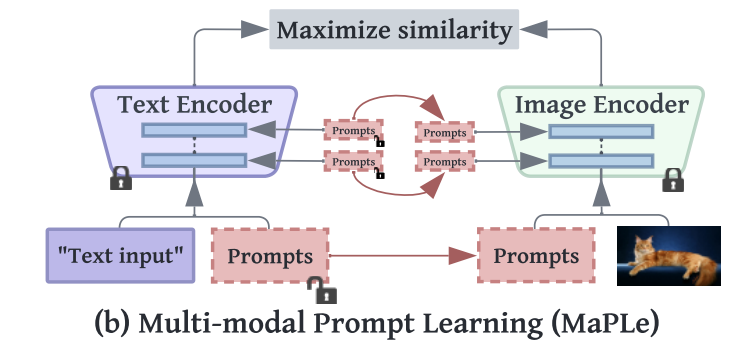 Maximize similarity
Text Encoder
Image Encoder
Prompts
Prompts
Prompts
Prompts
"Text input"
Prompts
Prompts
(b) Multi-modal Prompt Learning (MaPLe)